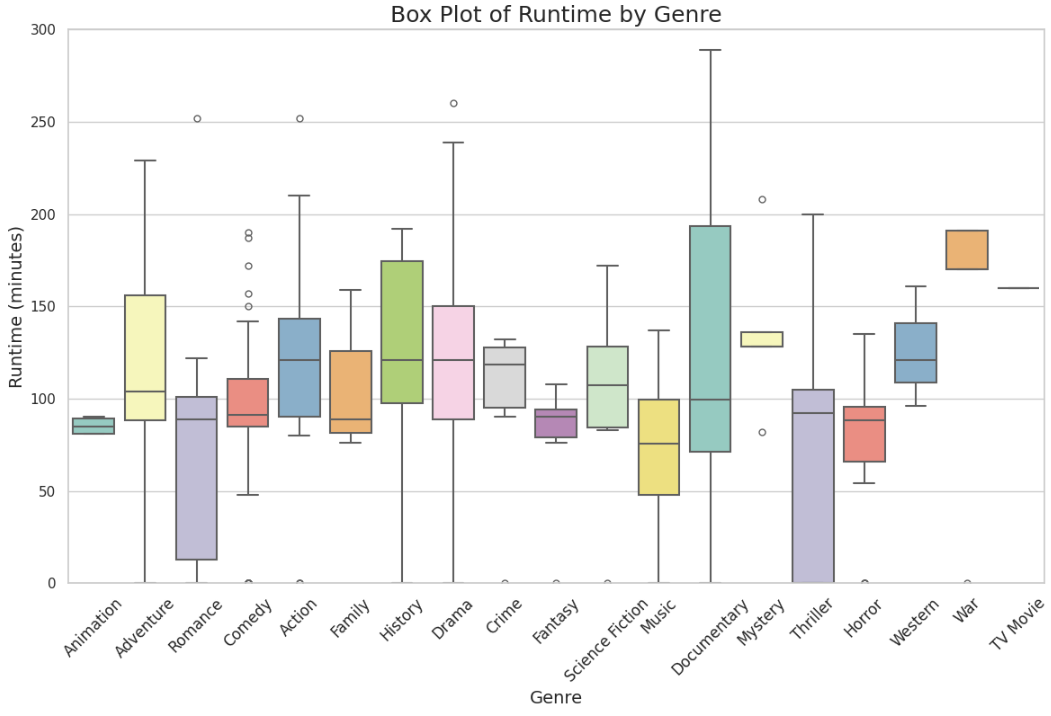 Box Plot of Runtime by Genre
Runtime (minutes)
300
250
200
150
100
50
0
Animation
Adventure
Romance
Comedy
Action
Family
History
Drama
Crime
Fantasy
Science Fiction
Music
Documentary
Mystery
Thriller
Horror
Western
War
TV Movie
Genre